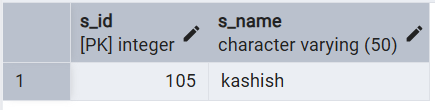 s_id s_name
[PK] integer character varying (50)
1 105 kashish